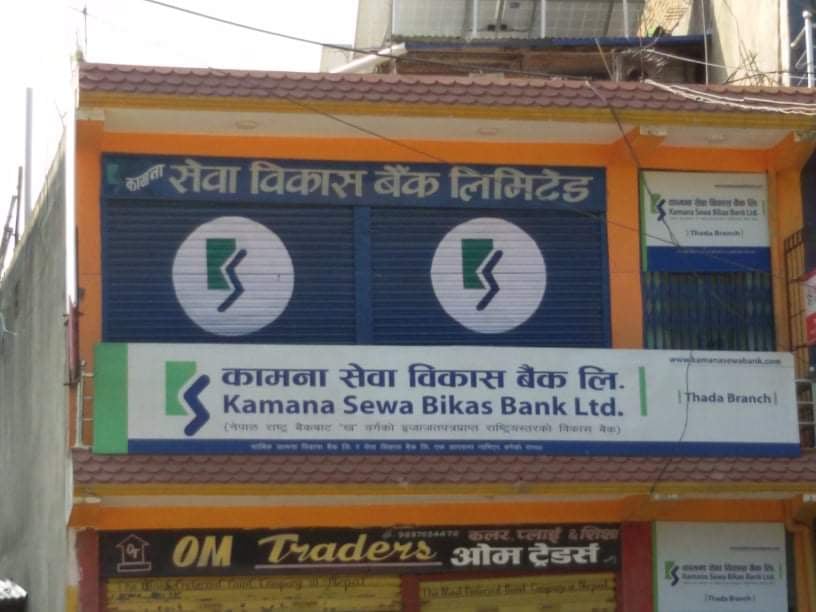 कामना सेवा विकास बैंक लिमिटेड
कामना सेवा विकास बैंक लि.
Kamana Sewa Bikas Bank Ltd.
Thada Branch
www.kamanasewabank.com
कामना सेवा विकास बैंक लि.
Kamana Sewa Bikas Bank Ltd.
(नेपाल राष्ट्र बैंकबाट "ख" वर्गको इजाजतपत्रप्राप्त राष्ट्रियस्तरको विकास बैंक)
Thada Branch
OM Traders
कलर, प्लाई &
ओम ट्रेडर्स
कामना सेवा विकास बैंक लि.
Kamana Sewa Bikas Bank Ltd.
Thada Branch